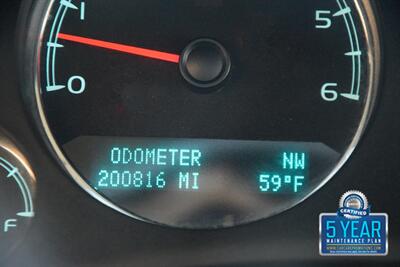 1
5
0
6
ODOMETER NW
200816 MI 59°F
F
CERTIFIED
5 YEAR
MAINTENANCE PLAN